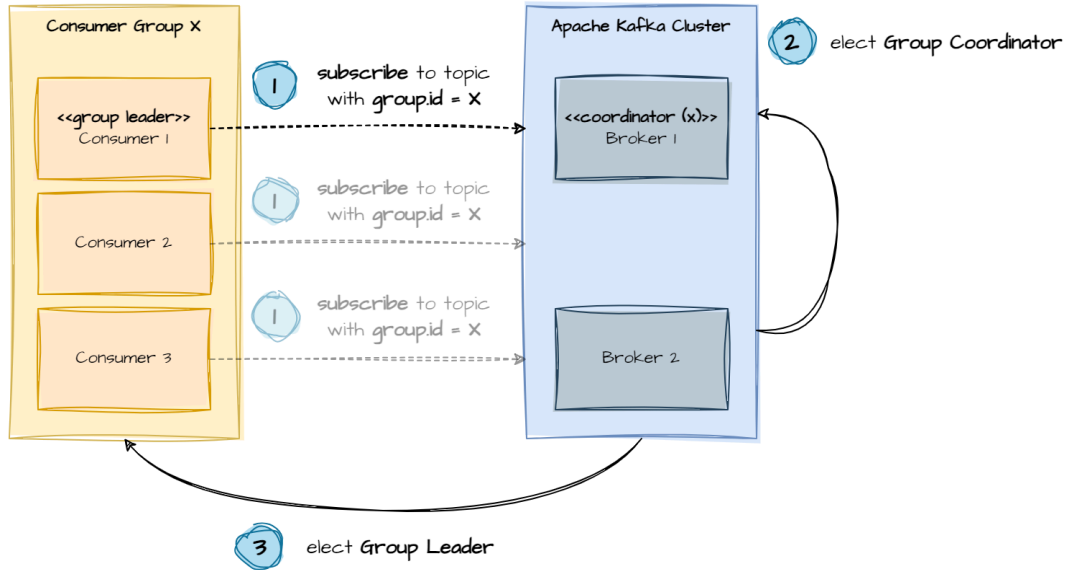 Consumer Group X
<<group leader>>
Consumer 1
Consumer 2
Consumer 3
1
subscribe to topic
with group.id = X
1
subscribe to topic
with group.id = X
1
subscribe to topic
with group.id = X
Apache Kafka Cluster
<<coordinator (x)>>
Broker 1
Broker 2
2
elect Group Coordinator
3
elect Group Leader